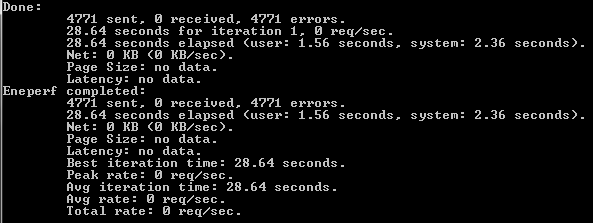 Done:
4771 sent, 0 received, 4771 errors.
28.64 seconds for iteration 1, 0 req/sec.
28.64 seconds elapsed (user: 1.56 seconds, system: 2.36 seconds).
Net: 0 KB (0 KB/sec).
Page Size: no data.
Latency: no data.
Eneperf completed:
4771 sent, 0 received, 4771 errors.
28.64 seconds elapsed (user: 1.56 seconds, system: 2.36 seconds).
Net: 0 KB (0 KB/sec).
Page Size: no data.
Latency: no data.
Best iteration time: 28.64 seconds.
Peak rate: 0 req/sec.
Avg iteration time: 28.64 seconds.
Avg rate: 0 req/sec.
Total rate: 0 req/sec.